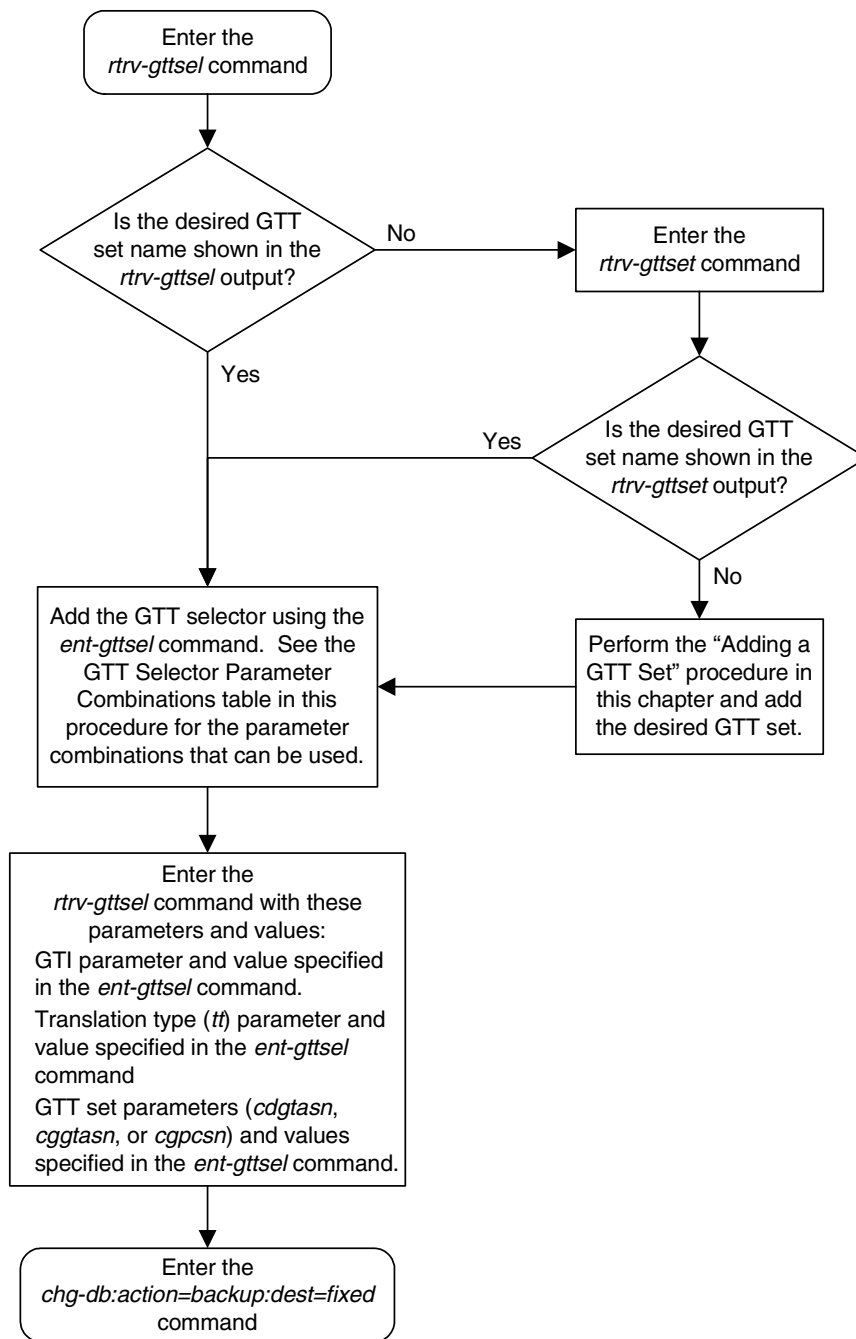 Enter the
rtrv-gttsel command
Is the desired GTT
set name shown in the
rtrv-gttsel output?
No
Enter the
rtrv-gttset command
Yes
Is the desired GTT
set name shown in the
rtrv-gttset output?
Yes
No
Add the GTT selector using the
ent-gttsel command. See the
GTT Selector Parameter
Combinations table in this
procedure for the parameter
combinations that can be used.
Perform the “Adding a
GTT Set” procedure in
this chapter and add
the desired GTT set.
Enter the
rtrv-gttsel command with these
parameters and values:
GTI parameter and value specified
in the ent-gttsel command.
Translation type (tt) parameter and
value specified in the ent-gttsel
command
GTT set parameters (cdgtasn,
cggtasn, or cgpcsn) and values
specified in the ent-gttsel command.
Enter the
chg-db:action=backup:dest=fixed
command